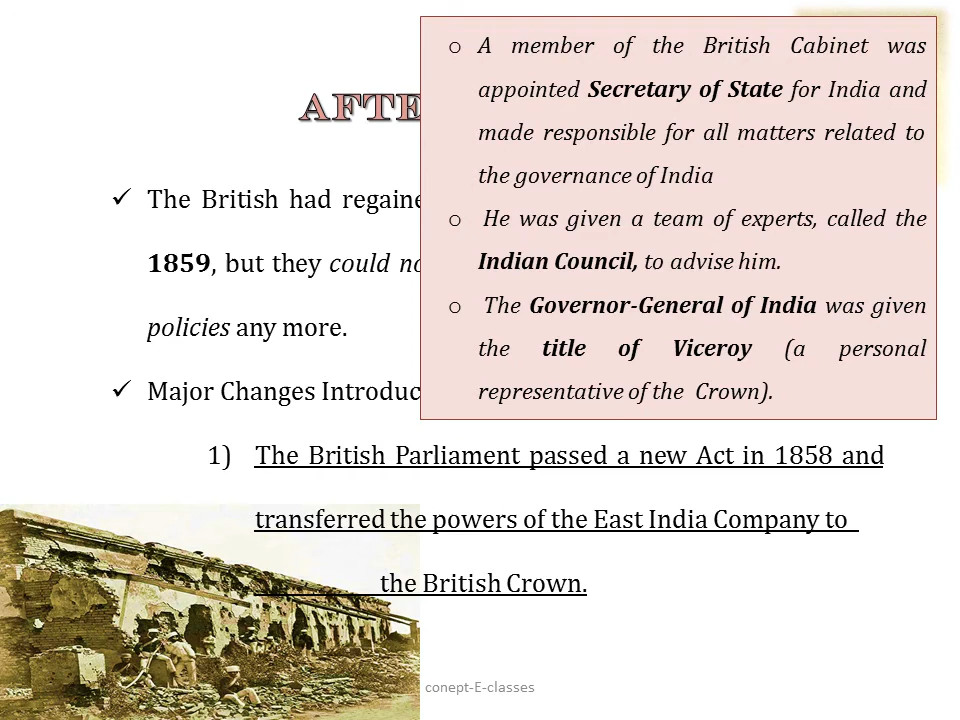 AFTE
✓ The British had regaine
1859, but they could no
policies any more.
✓ Major Changes Introduc
o A member of the British Cabinet was
appointed Secretary of State for India and
made responsible for all matters related to
the governance of India
o He was given a team of experts, called the
Indian Council, to advise him.
o The Governor-General of India was given
the title of Viceroy (a personal
representative of the Crown).
1) The British Parliament passed a new Act in 1858 and
transferred the powers of the East India Company to
the British Crown.
conept-E-classes